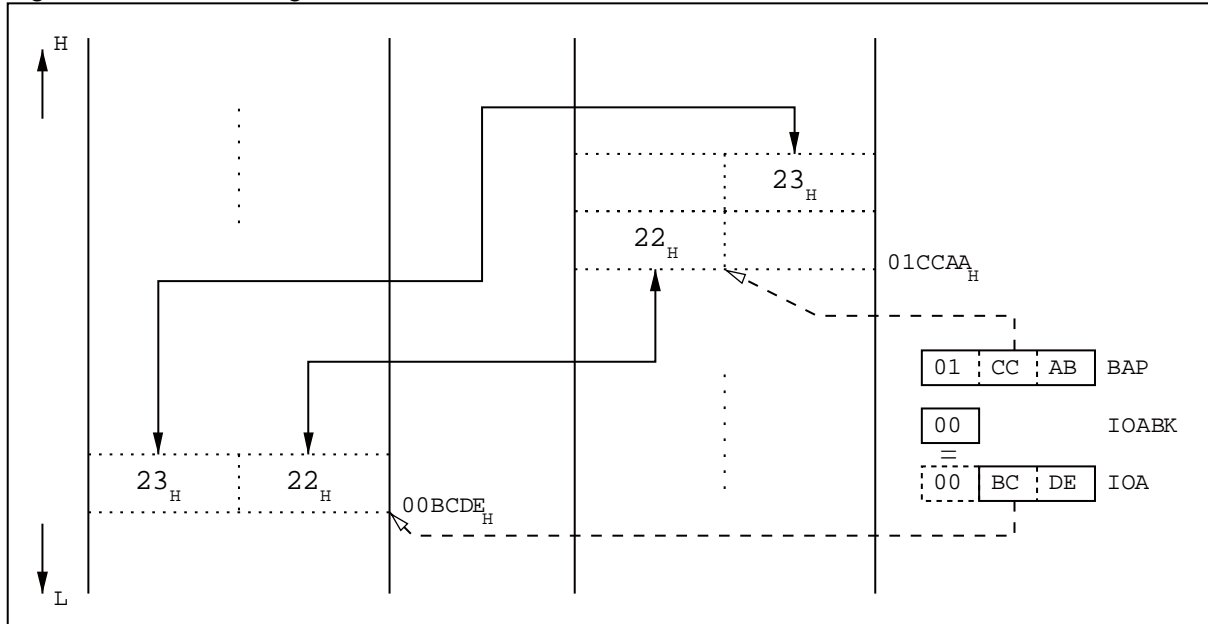 H
23H
22H
01CCAAH
01 CC AB BAP
00 IOABK
=
23H 22H
00 BC DE IOA
00BCDEH
L